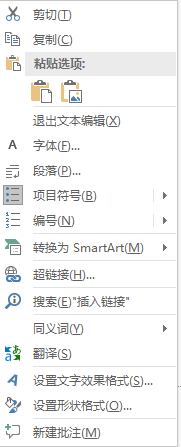 剪切(T)
复制(C)
粘贴选项:
退出文本编辑(X)
字体(F)...
段落(P)...
项目符号(B)
编号(N)
转换为 SmartArt(M)
超链接(H)...
搜索(E)"插入链接"
同义词(Y)
翻译(S)
设置文字效果格式(S)...
设置形状格式(O)...
新建批注(M)